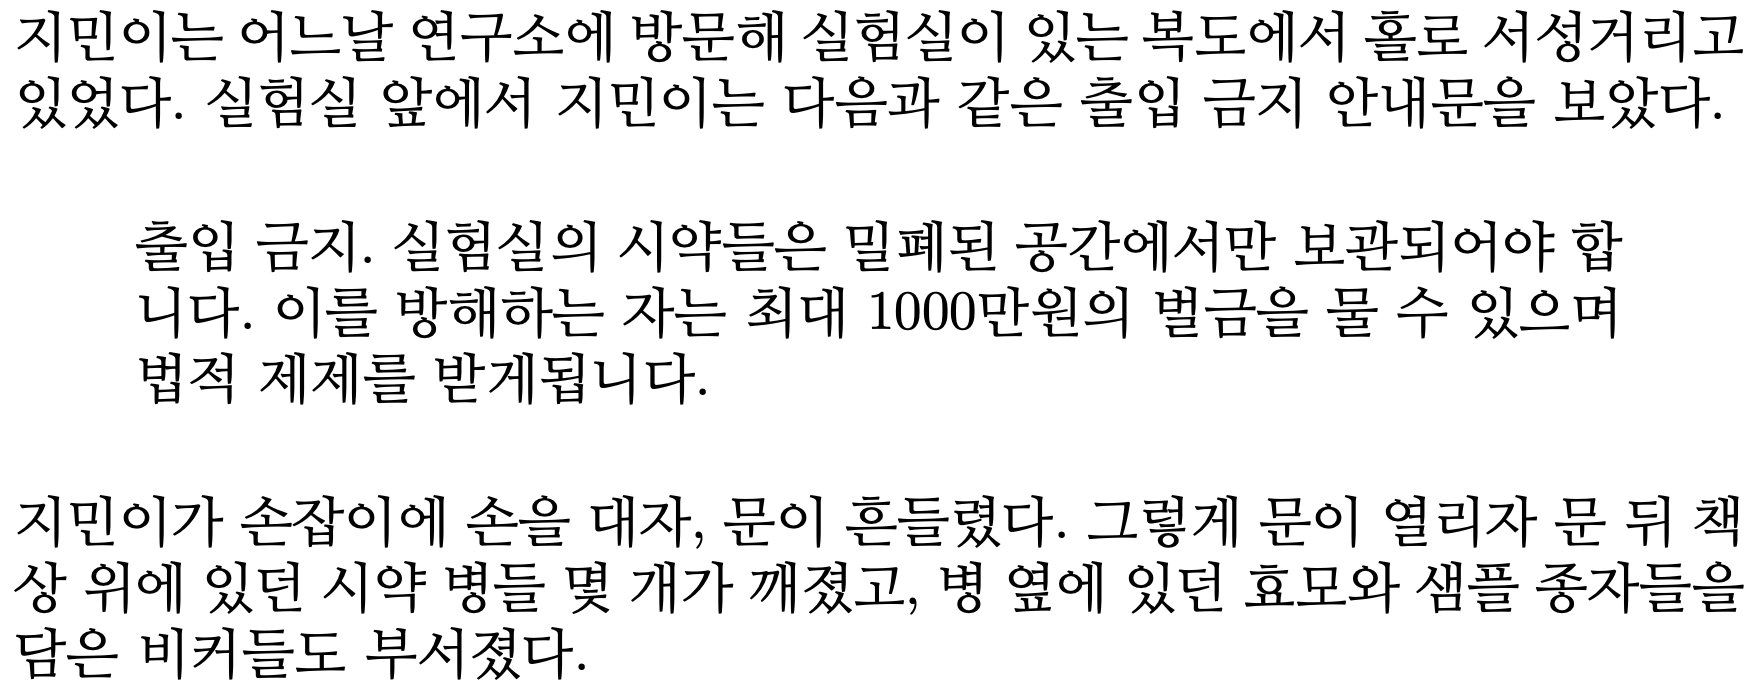 지민이는 어느날 연구소에 방문해 실험실이 있는 복도에서 홀로 서성거리고
있었다. 실험실 앞에서 지민이는 다음과 같은 출입 금지 안내문을 보았다.
출입 금지. 실험실의 시약들은 밀폐된 공간에서만 보관되어야 합
니다. 이를 방해하는 자는 최대 1000만원의 벌금을 물 수 있으며
법적 제제를 받게됩니다.
지민이가 손잡이에 손을 대자, 문이 흔들렸다. 그렇게 문이 열리자 문 뒤 책
상 위에 있던 시약 병들 몇 개가 깨졌고, 병 옆에 있던 효모와 샘플 종자들을
담은 비커들도 부서졌다.